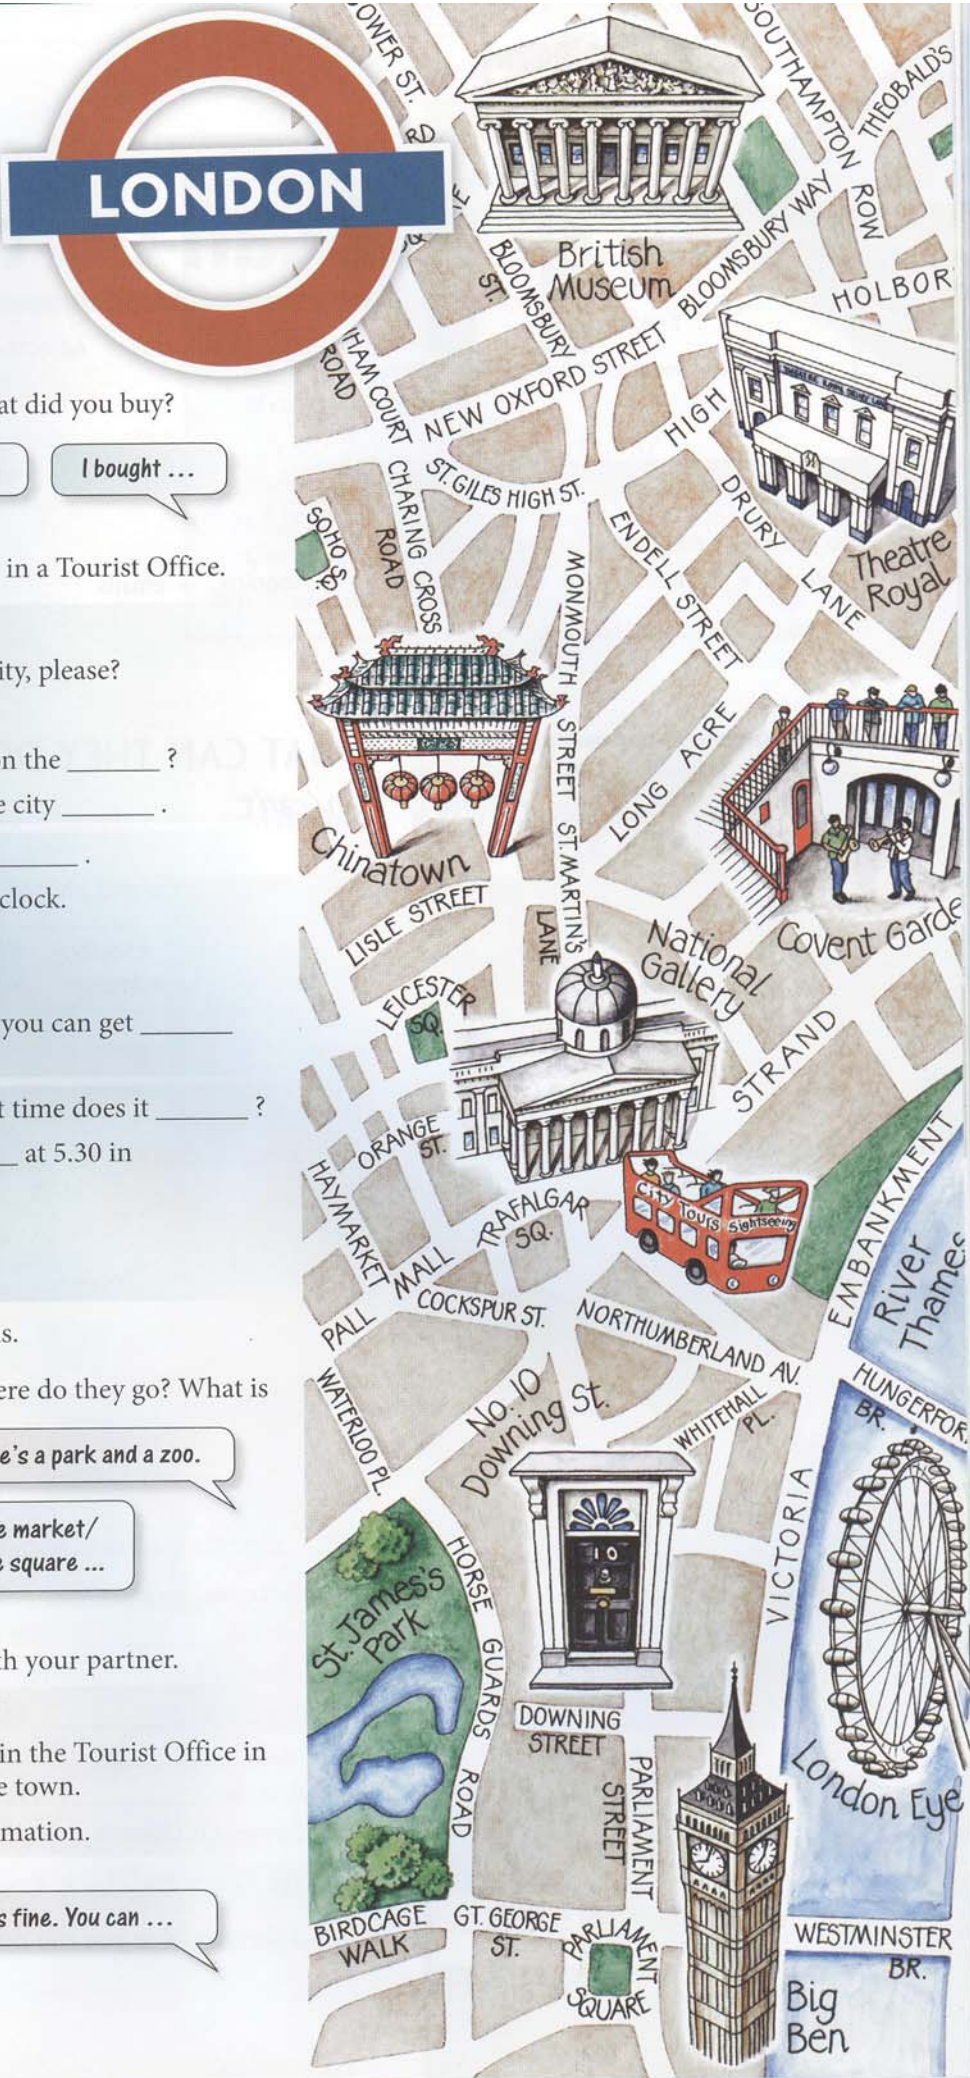 LONDON
at did you buy?
I bought ...
in a Tourist Office.
ity, please?
n the ________ ?
e city ________ .
________ .
clock.
you can get ________
t time does it ________ ?
__ at 5.30 in
s.
ere do they go? What is
e's a park and a zoo.
e market/
e square ...
h your partner.
in the Tourist Office in
e town.
mation.
s fine. You can ...
OWER ST.
SOUTHAMPTON ROW
THEOBALD'S
RD
British
Museum
BLOOMSBURY
ST.
BLOOMSBURY WAY
HOLBOR
HAM COURT
ROAD
NEW OXFORD STREET
HIGH
ST. GILES HIGH ST.
SOHO
SQ.
CHARING CROSS
ROAD
ENDELL STREET
DRURY
LANE
Theatre
Royal
MONMOUTH
STREET
LONG ACRE
Chinatown
LISLE STREET
ST. MARTIN'S
LANE
Covent Garde
National
Gallery
LEICESTER
SQ.
STRAND
ORANGE
ST.
HAYMARKET
TRAFALGAR
SQ.
City Tours Sightseeing
EMBANKMENT
River
Thames
PALL MALL
COCKSPUR ST.
NORTHUMBERLAND AV.
HUNGERFOR
BR.
WATERLOO PL.
No. 10
Downing St.
WHITEHALL
PL.
10
VICTORIA
HORSE
GUARDS
ROAD
St. James's
Park
DOWNING
STREET
PARLIAMENT
STREET
London Eye
BIRDCAGE
WALK
GT. GEORGE
ST.
PARLIAMENT
SQUARE
WESTMINSTER
BR.
Big
Ben